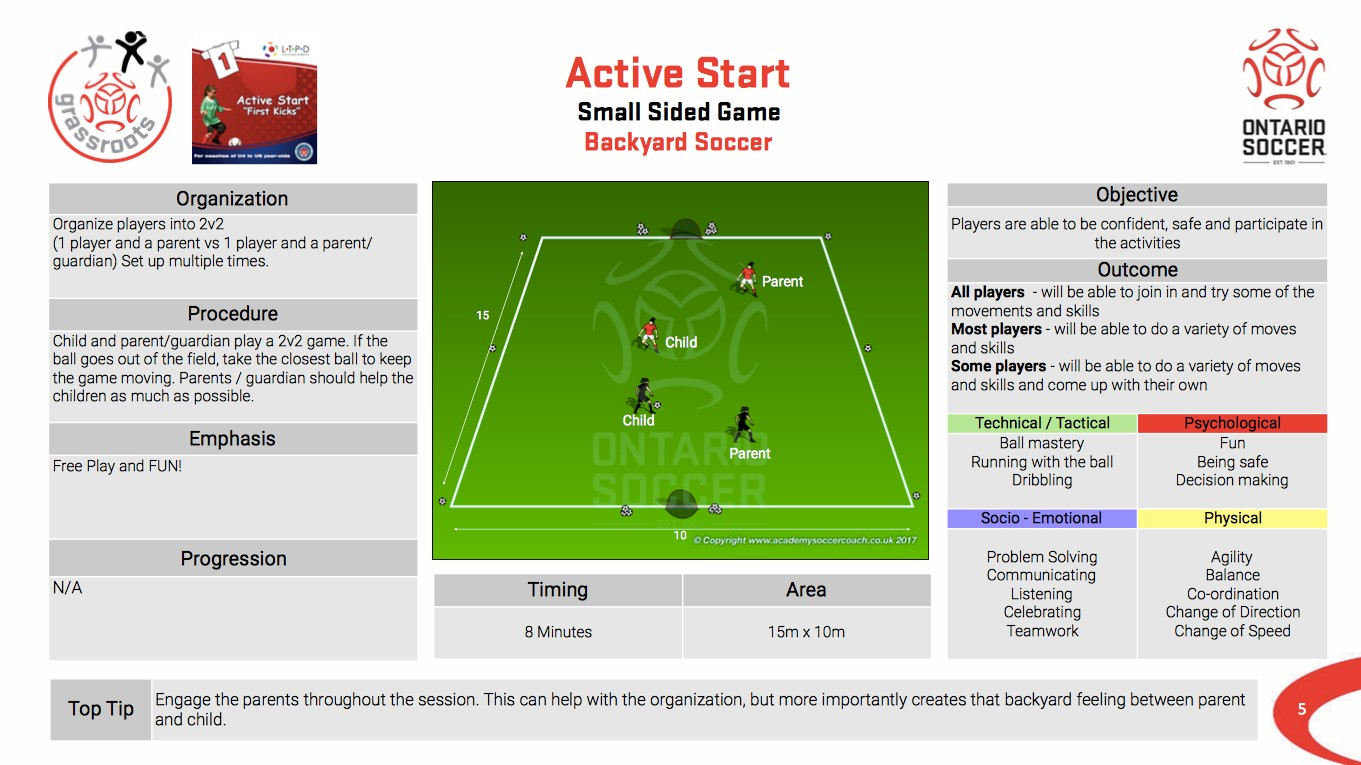 grassroots
1
L·T·P·D
Active Start
"First Kicks"
For coaches of U4 to U6 year-olds
Active Start
Small Sided Game
Backyard Soccer
ONTARIO
SOCCER
EST. 1901
Organization
Organize players into 2v2
(1 player and a parent vs 1 player and a parent/
guardian) Set up multiple times.
Procedure
Child and parent/guardian play a 2v2 game. If the
ball goes out of the field, take the closest ball to keep
the game moving. Parents / guardian should help the
children as much as possible.
Emphasis
Free Play and FUN!
Progression
N/A
Parent
15
Child
Child
Parent
ONTARIO
SOCCER
10
© Copyright www.academysoccercoach.co.uk 2017
Timing
Area
8 Minutes
15m x 10m
Objective
Players are able to be confident, safe and participate in
the activities
Outcome
All players - will be able to join in and try some of the
movements and skills
Most players - will be able to do a variety of moves
and skills
Some players - will be able to do a variety of moves
and skills and come up with their own
Technical / Tactical
Ball mastery
Running with the ball
Dribbling
Psychological
Fun
Being safe
Decision making
Socio - Emotional
Problem Solving
Communicating
Listening
Celebrating
Teamwork
Physical
Agility
Balance
Co-ordination
Change of Direction
Change of Speed
Top Tip
Engage the parents throughout the session. This can help with the organization, but more importantly creates that backyard feeling between parent
and child.
5